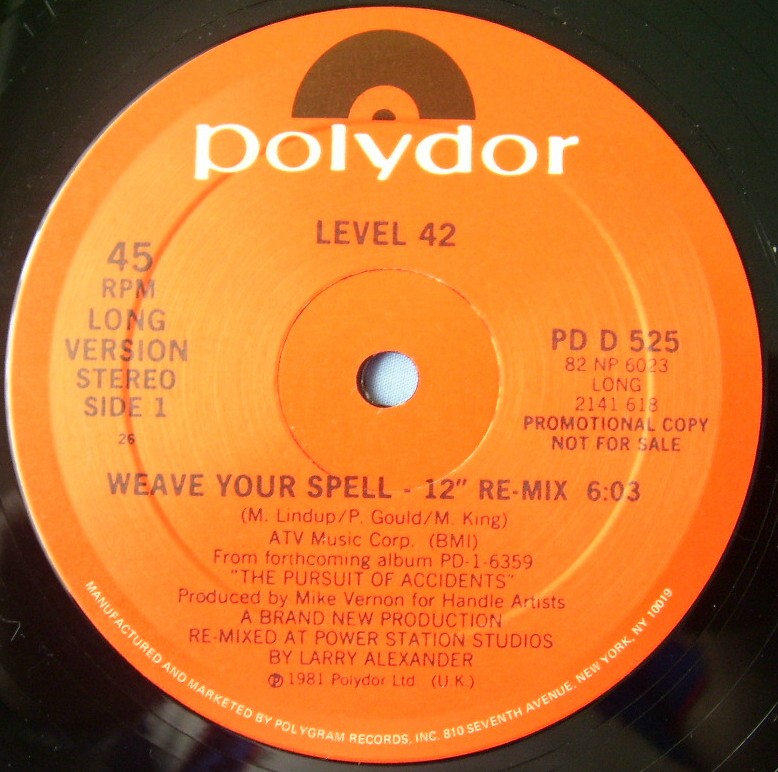 polydor
LEVEL 42
45
RPM
LONG
VERSION
STEREO
SIDE 1
26
PD D 525
82 NP 6023
LONG
2141 618
PROMOTIONAL COPY
NOT FOR SALE
WEAVE YOUR SPELL - 12" RE-MIX 6:03
(M. Lindup/P. Gould/M. King)
ATV Music Corp. (BMI)
From forthcoming album PD-1-6359
"THE PURSUIT OF ACCIDENTS"
Produced by Mike Vernon for Handle Artists
A BRAND NEW PRODUCTION
RE-MIXED AT POWER STATION STUDIOS
BY LARRY ALEXANDER
℗ 1981 Polydor Ltd (U.K.)
MANUFACTURED AND MARKETED BY POLYGRAM RECORDS, INC. 810 SEVENTH AVENUE. NEW YORK, NY 10019